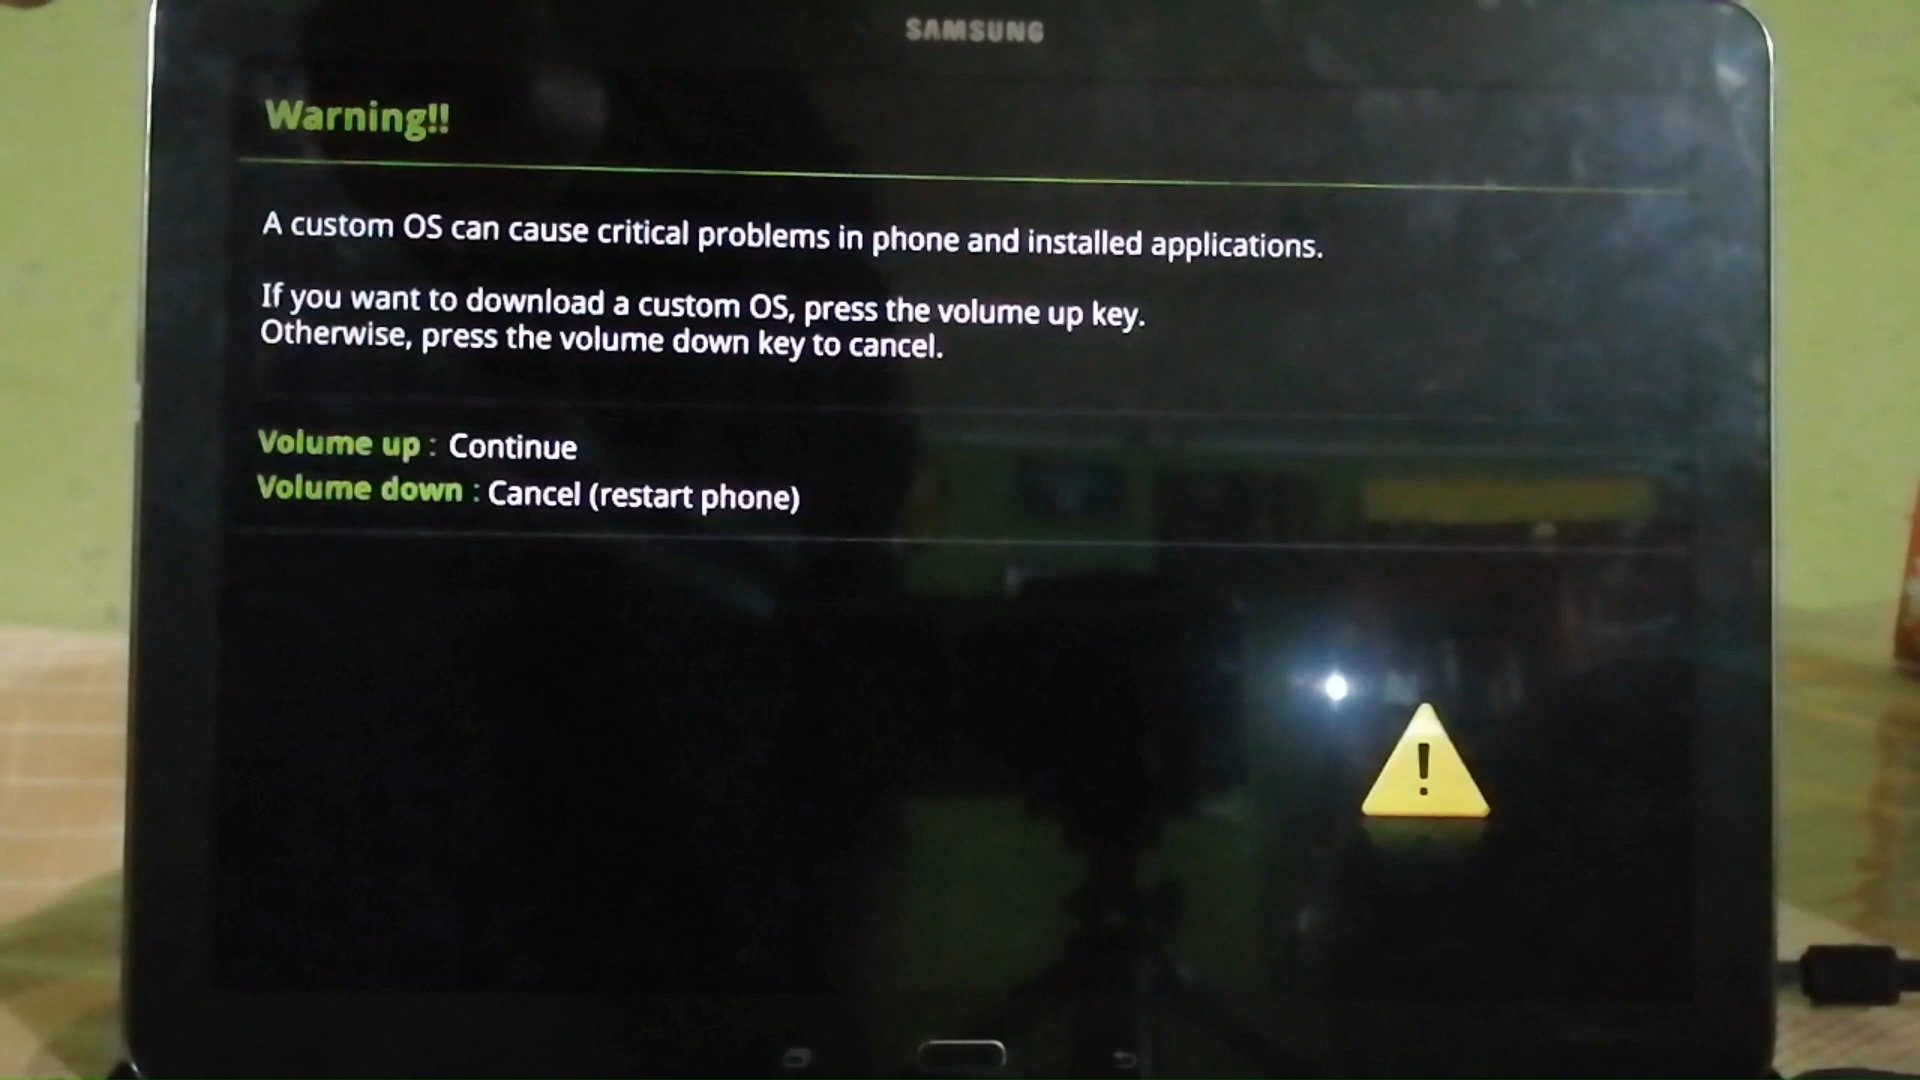 SAMSUNG
Warning!!
A custom OS can cause critical problems in phone and installed applications.
If you want to download a custom OS, press the volume up key.
Otherwise, press the volume down key to cancel.
Volume up : Continue
Volume down : Cancel (restart phone)